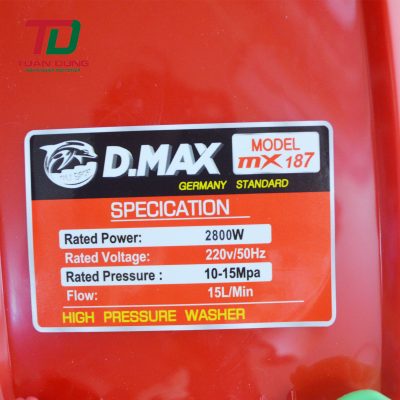 TD
TUẤN DŨNG
D.MAX
MODEL
mX 187
GERMANY STANDARD
SPECICATION
Rated Power: 2800W
Rated Voltage: 220v/50Hz
Rated Pressure : 10-15Mpa
Flow: 15L/Min
HIGH PRESSURE WASHER